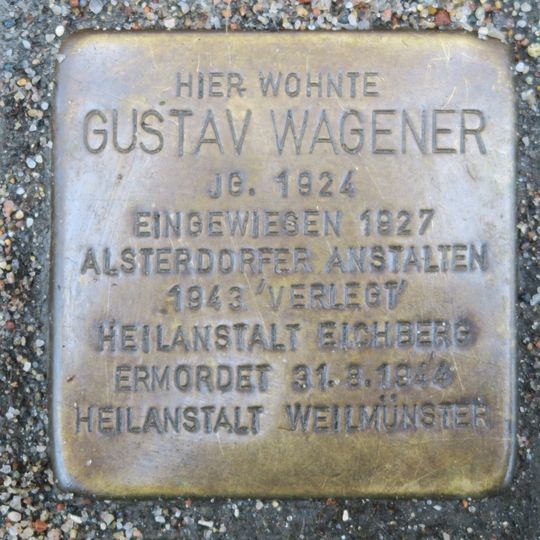 HIER WOHNTE
GUSTAV WAGENER
JG. 1924
EINGEWIESEN 1927
ALSTERDORFER ANSTALTEN
1943 'VERLEGT'
HEILANSTALT EICHBERG
ERMORDET 31.8.1944
HEILANSTALT WEILMÜNSTER